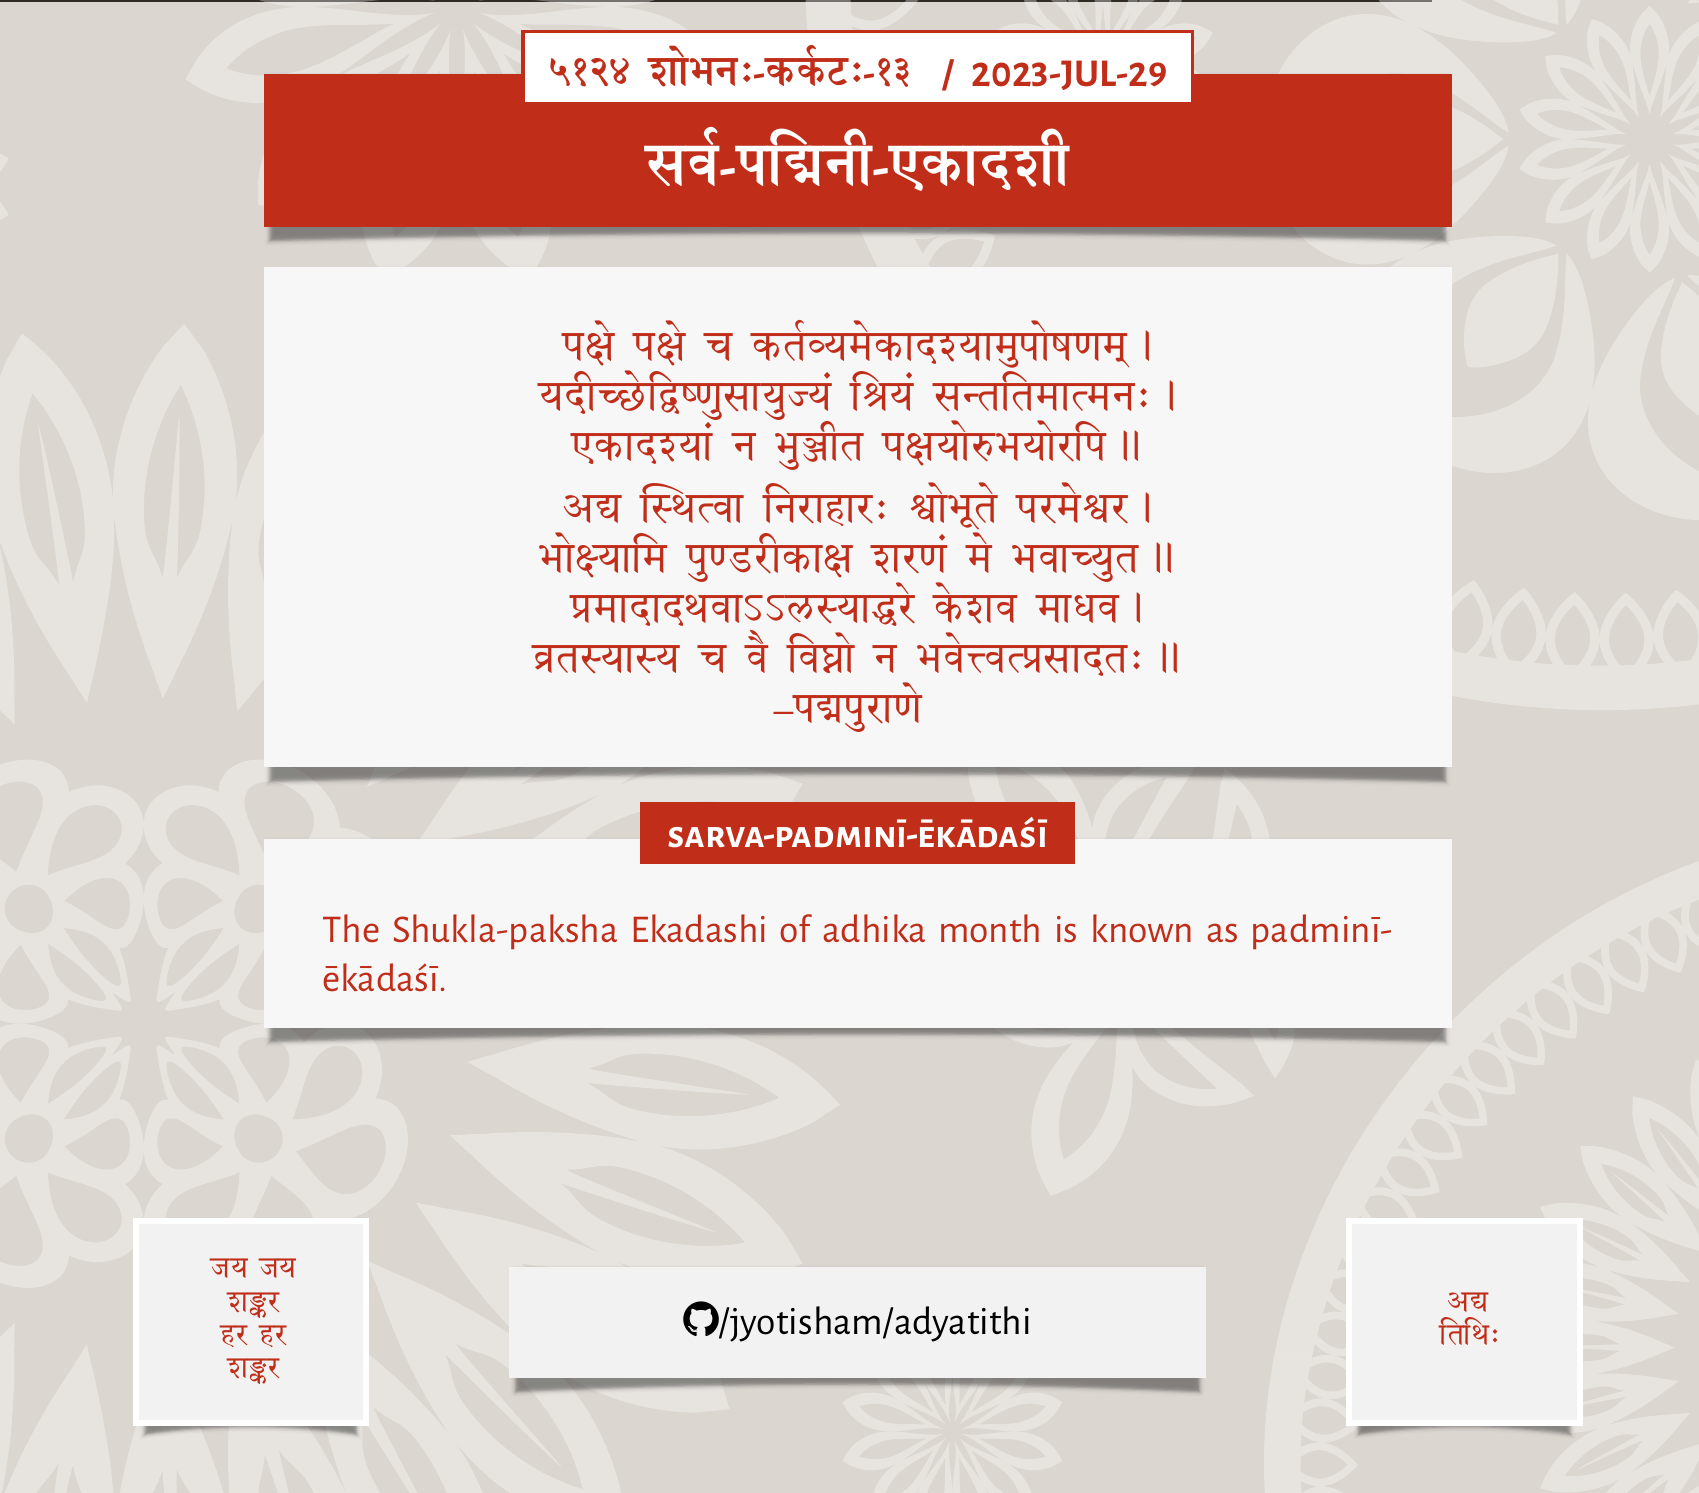 ५१२४ शोभनः-कर्कटः-१३ / 2023-JUL-29
सर्व-पद्मिनी-एकादशी
पक्षे पक्षे च कर्तव्यमेकादश्यामुपोषणम्।
यदीच्छेद्विष्णुसायुज्यं श्रियं सन्ततिमात्मनः।
एकादश्यां न भुञ्जीत पक्षयोरुभयोरपि॥
अद्य स्थित्वा निराहारः श्वोभूते परमेश्वर।
भोक्ष्यामि पुण्डरीकाक्ष शरणं मे भवाच्युत॥
प्रमादादथवाऽऽलस्याद्धरे केशव माधव।
व्रतस्यास्य च वै विघ्नो न भवेत्त्वत्प्रसादतः॥
–पद्मपुराणे
SARVA-PADMINĪ-ĒKĀDAŚĪ
The Shukla-paksha Ekadashi of adhika month is known as padminī-
ēkādaśī.
जय जय
शङ्कर
हर हर
शङ्कर
/jyotisham/adyatithi
अद्य
तिथिः